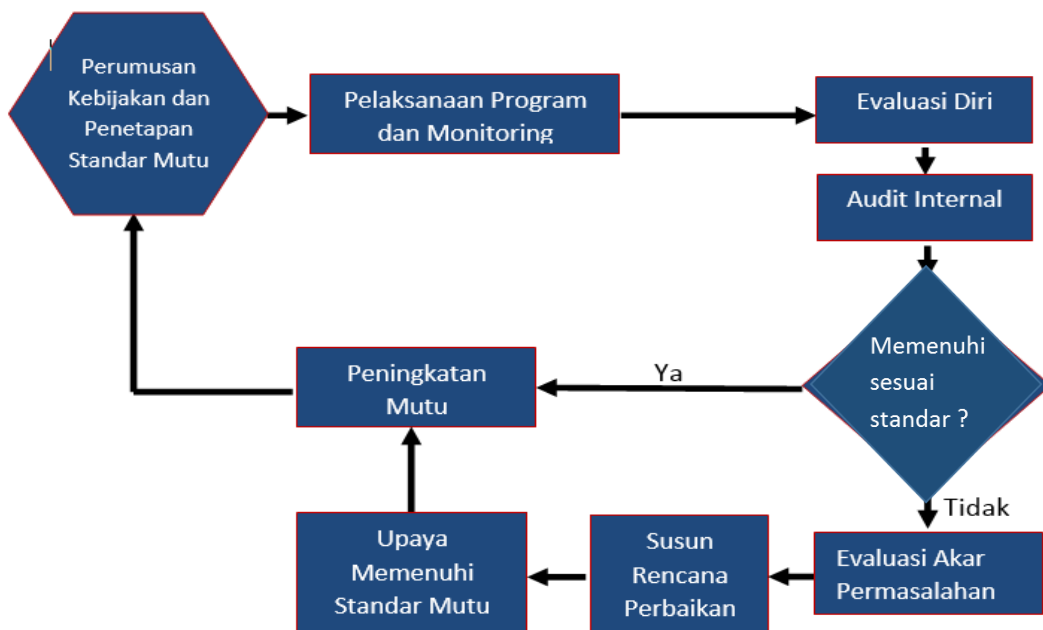 Perumusan
Kebijakan dan
Penetapan
Standar Mutu
Pelaksanaan Program
dan Monitoring
Evaluasi Diri
Audit Internal
Memenuhi
sesuai
standar ?
Ya
Peningkatan
Mutu
Tidak
Evaluasi Akar
Permasalahan
Susun
Rencana
Perbaikan
Upaya
Memenuhi
Standar Mutu